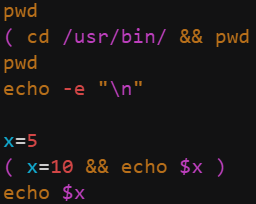 pwd
( cd /usr/bin/ && pwd
pwd
echo -e "\n"
x=5
( x=10 && echo $x )
echo $x